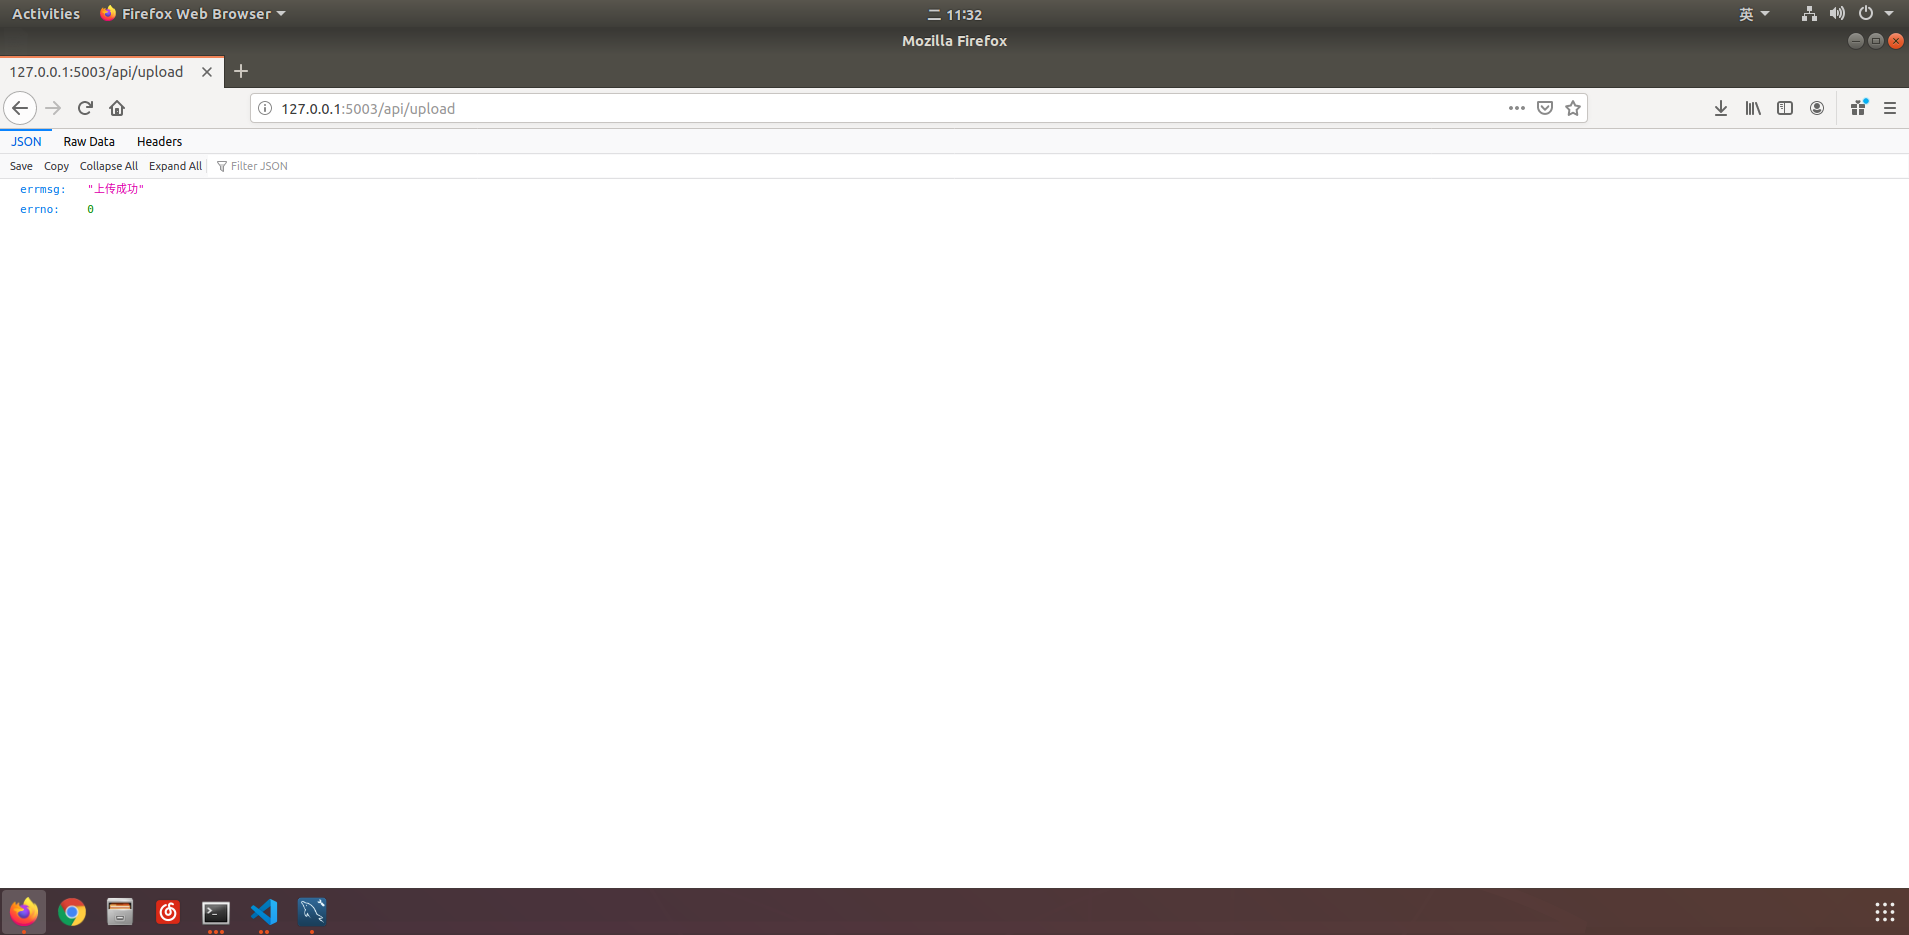 Activities Firefox Web Browser 二 11:32 英
Mozilla Firefox
127.0.0.1:5003/api/upload
127.0.0.1:5003/api/upload
JSON Raw Data Headers
Save Copy Collapse All Expand All Filter JSON
errmsg: "上传成功"
errno: 0